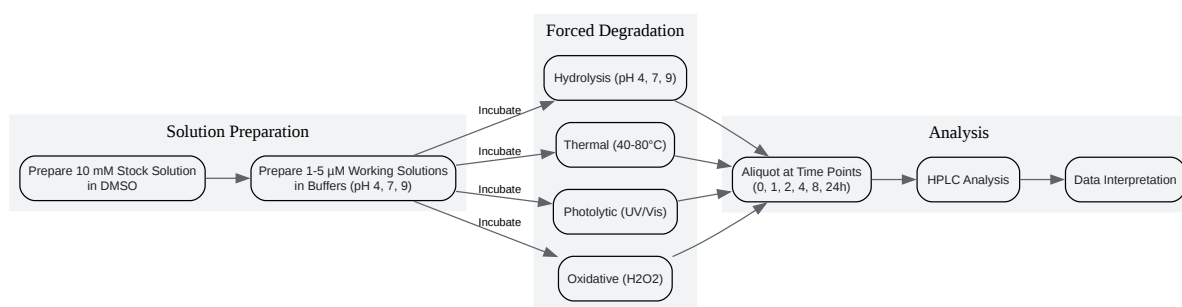 Solution Preparation
Prepare 10 mM Stock Solution
in DMSO
Prepare 1-5 µM Working Solutions
in Buffers (pH 4, 7, 9)
Incubate
Incubate
Incubate
Incubate
Forced Degradation
Hydrolysis (pH 4, 7, 9)
Thermal (40-80°C)
Photolytic (UV/Vis)
Oxidative (H2O2)
Analysis
Aliquot at Time Points
(0, 1, 2, 4, 8, 24h)
HPLC Analysis
Data Interpretation